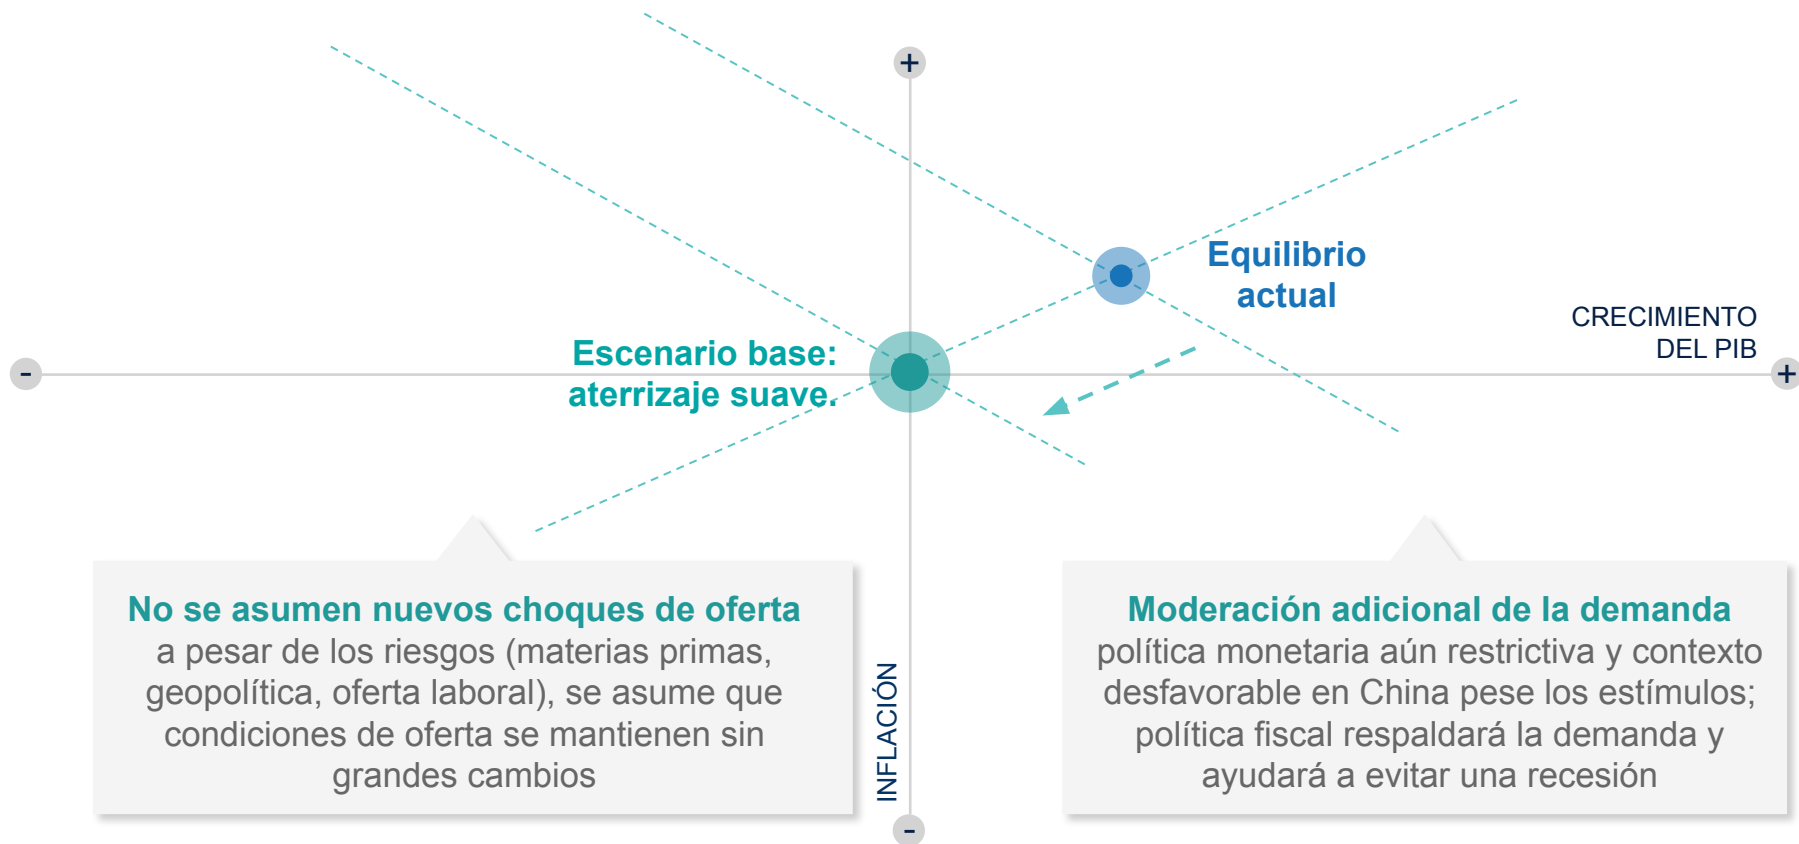 +
Equilibrio
actual
CRECIMIENTO
DEL PIB
Escenario base:
aterrizaje suave.
-
+
No se asumen nuevos choques de oferta
a pesar de los riesgos (materias primas,
geopolítica, oferta laboral), se asume que
condiciones de oferta se mantienen sin
grandes cambios
INFLACIÓN
Moderación adicional de la demanda
política monetaria aún restrictiva y contexto
desfavorable en China pese los estímulos;
política fiscal respaldará la demanda y
ayudará a evitar una recesión
-